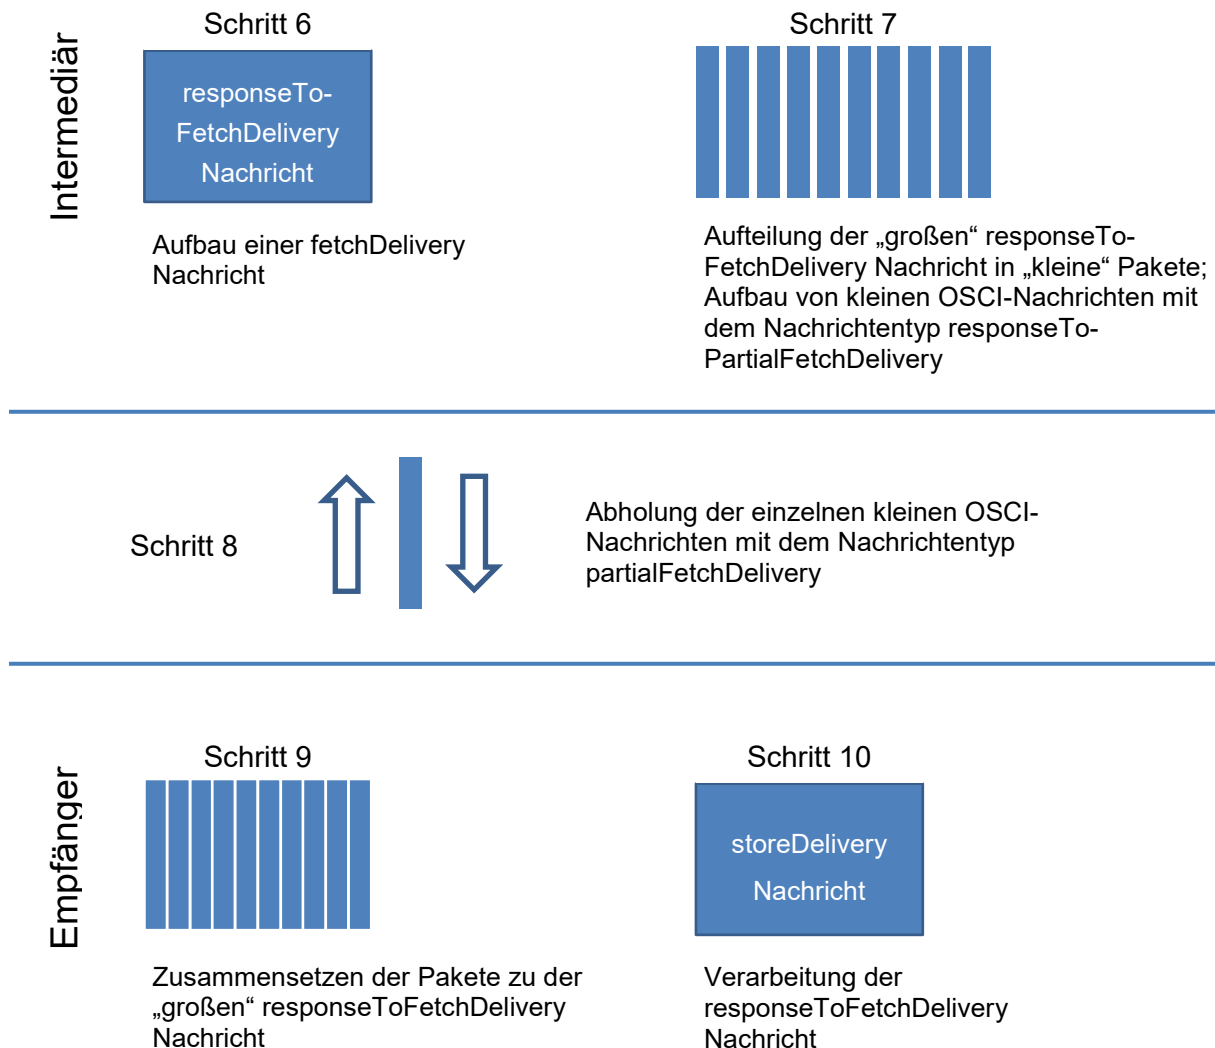 Intermediär
Schritt 6
responseTo-
FetchDelivery
Nachricht
Aufbau einer fetchDelivery
Nachricht
Schritt 7
Aufteilung der „großen“ responseTo-
FetchDelivery Nachricht in „kleine“ Pakete;
Aufbau von kleinen OSCI-Nachrichten mit
dem Nachrichtentyp responseTo-
PartialFetchDelivery
Schritt 8
Abholung der einzelnen kleinen OSCI-
Nachrichten mit dem Nachrichtentyp
partialFetchDelivery
Empfänger
Schritt 9
Zusammensetzen der Pakete zu der
„großen“ responseToFetchDelivery
Nachricht
Schritt 10
storeDelivery
Nachricht
Verarbeitung der
responseToFetchDelivery
Nachricht